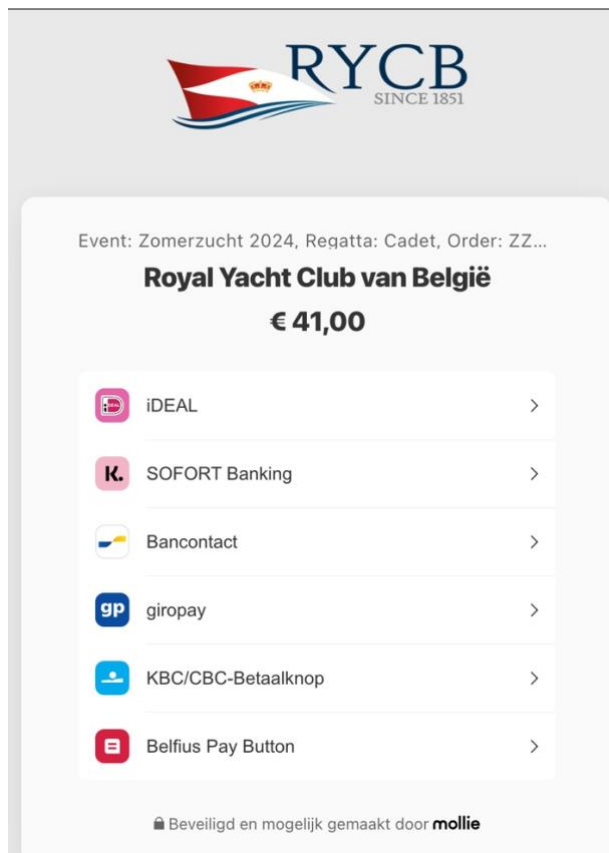 RYCB
SINCE 1851
Event: Zomerzucht 2024, Regatta: Cadet, Order: ZZ...
Royal Yacht Club van België
€ 41,00
iDEAL
K. SOFORT Banking
Bancontact
gp giropay
KBC/CBC-Betaalknop
Belfius Pay Button
Beveiligd en mogelijk gemaakt door mollie